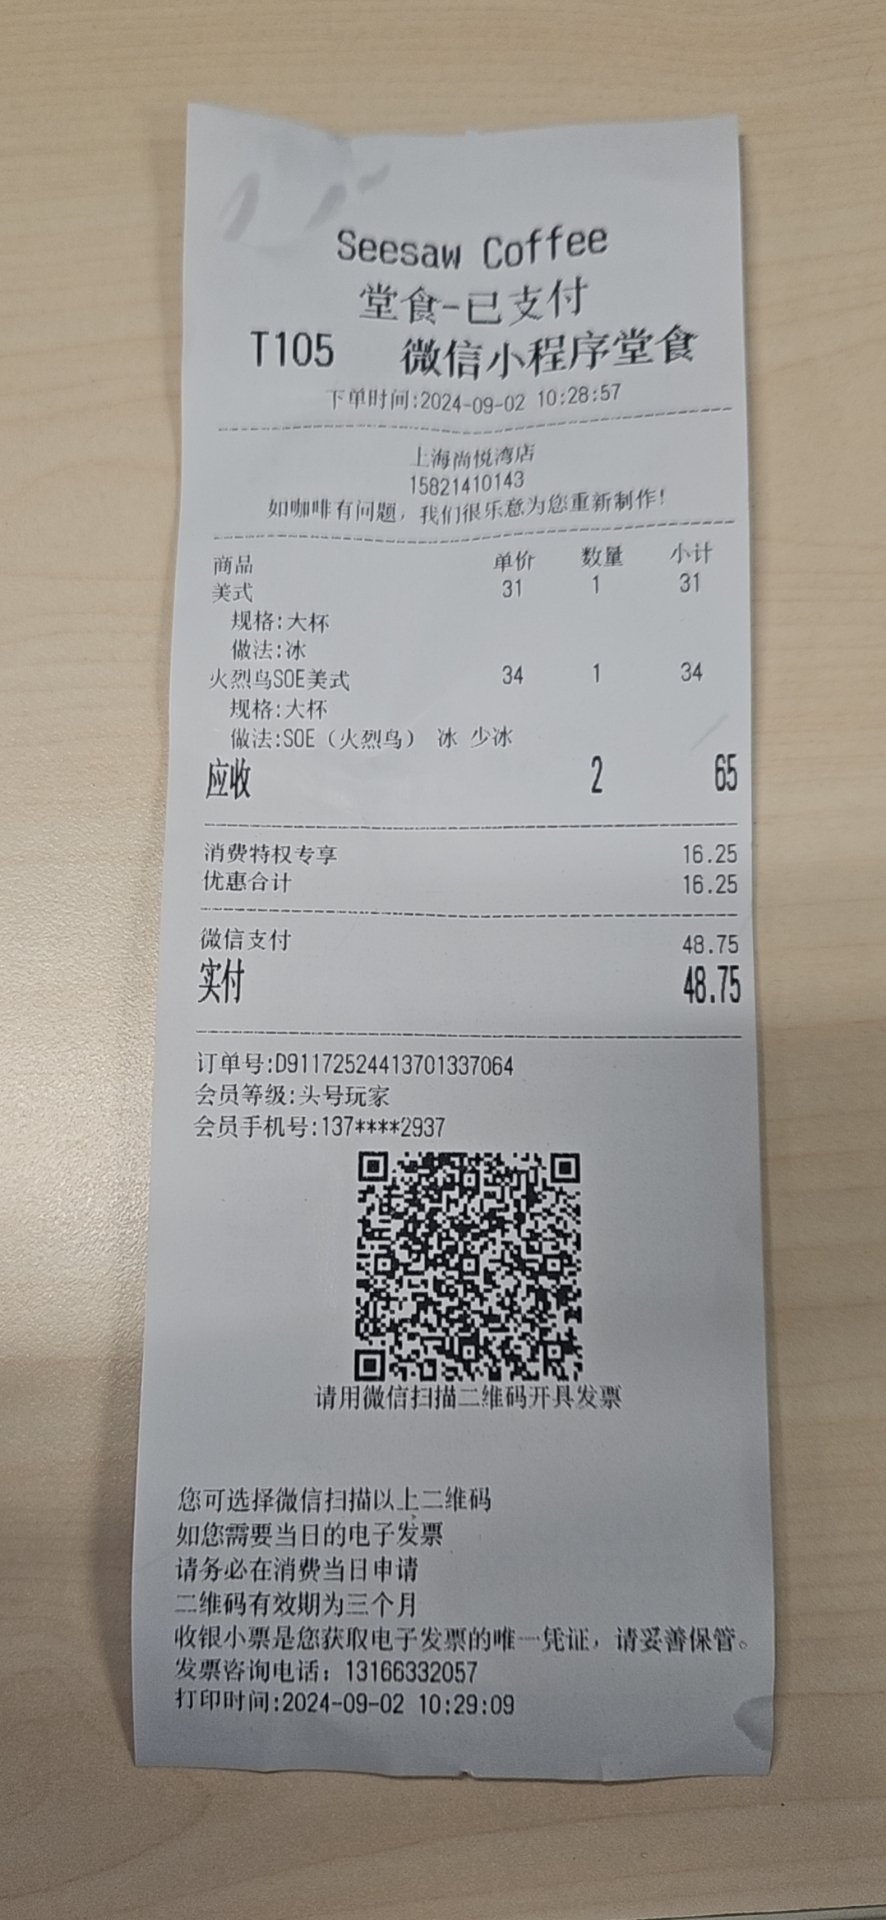 Seesaw Coffee
堂食-已支付
T105 微信小程序堂食
下单时间:2024-09-02 10:28:57
上海尚悦湾店
15821410143
如咖啡有问题，我们很乐意为您重新制作!
商品 单价 数量 小计
美式 31 1 31
规格:大杯
做法:冰
火烈鸟SOE美式 34 1 34
规格:大杯
做法:SOE（火烈鸟） 冰 少冰
应收 2 65
消费特权专享 16.25
优惠合计 16.25
微信支付 48.75
实付 48.75
订单号:D91172524413701337064
会员等级:头号玩家
会员手机号:137****2937
请用微信扫描二维码开具发票
您可选择微信扫描以上二维码
如您需要当日的电子发票
请务必在消费当日申请
二维码有效期为三个月
收银小票是您获取电子发票的唯一凭证，请妥善保管。
发票咨询电话：13166332057
打印时间:2024-09-02 10:29:09